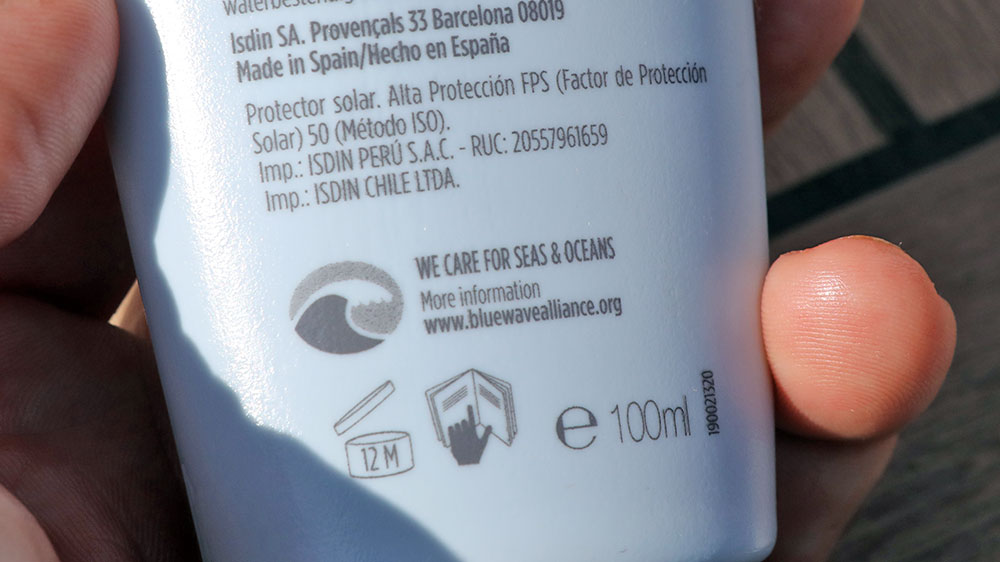 Isdin SA. Provençals 33 Barcelona 08019
Made in Spain/Hecho en España
Protector solar. Alta Protección FPS (Factor de Protección
Solar) 50 (Método ISO).
Imp.: ISDIN PERÚ S.A.C. - RUC: 20557961659
Imp.: ISDIN CHILE LTDA.
WE CARE FOR SEAS & OCEANS
More information
www.bluewavealliance.org
12 M
e 100ml
190021320